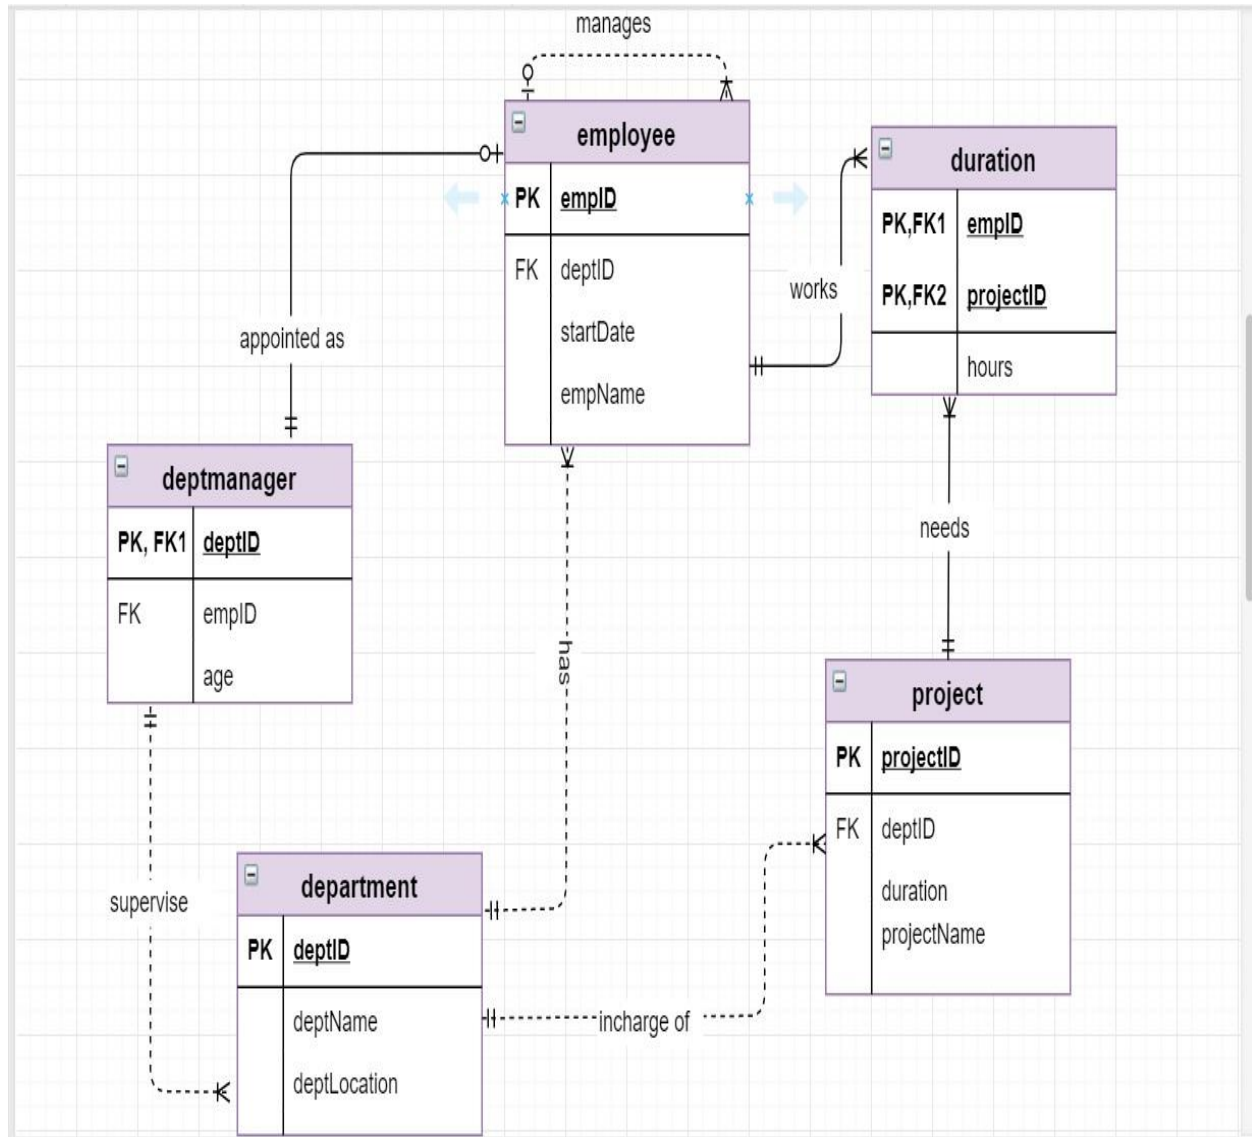 manages
employee
PK empID
FK deptID
startDate
empName
duration
PK,FK1 empID
PK,FK2 projectID
hours
works
appointed as
deptmanager
PK, FK1 deptID
FK empID
age
needs
has
project
PK projectID
FK deptID
duration
projectName
supervise
department
PK deptID
deptName
deptLocation
incharge of